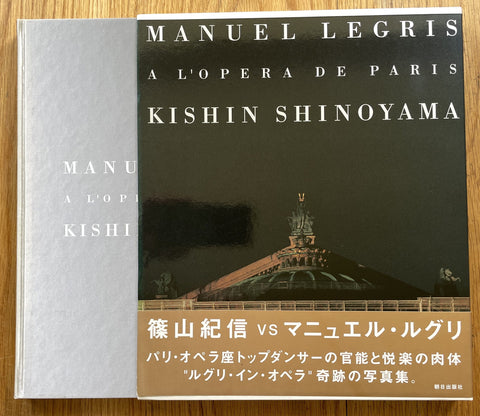 MANUEL LEGRIS
A L'OPERA DE PARIS
KISHIN SHINOYAMA
MANU
A L'OP
KISHI
篠山紀信 VS マニュエル・ルグリ
パリ・オペラ座トップダンサーの官能と悦楽の肉体
"ルグリ・イン・オペラ"奇跡の写真集。
朝日出版社